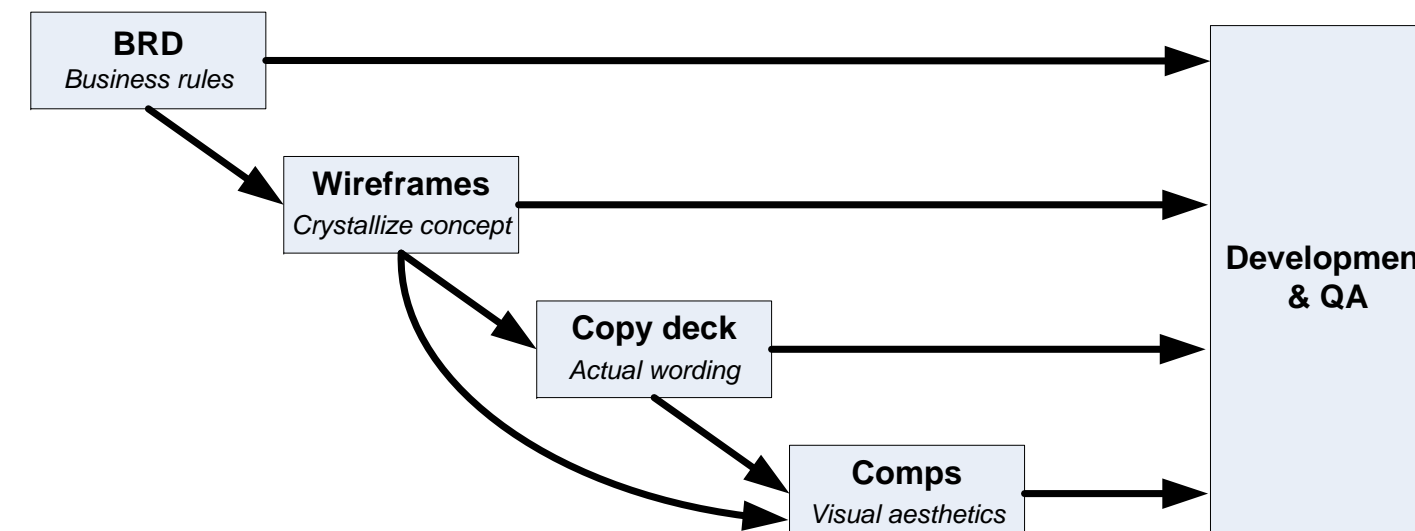 BRD
Business rules
Wireframes
Crystallize concept
Copy deck
Actual wording
Comps
Visual aesthetics
Developmen
& QA